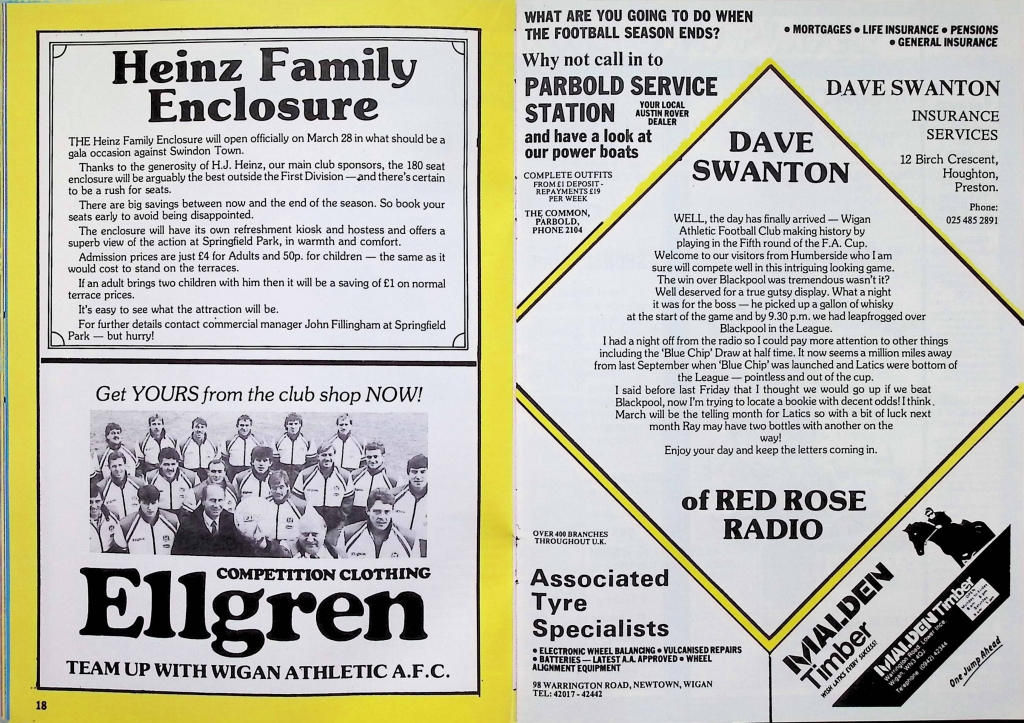 Heinz Family
Enclosure
THE Heinz Family Enclosure will open officially on March 28 in what should be a
gala occasion against Swindon Town.
Thanks to the generosity of H.J. Heinz, our main club sponsors, the 180 seat
enclosure will be arguably the best outside the First Division — and there's certain
to be a rush for seats.
There are big savings between now and the end of the season. So book your
seats early to avoid being disappointed.
The enclosure will have its own refreshment kiosk and hostess and offers a
superb view of the action at Springfield Park, in warmth and comfort.
Admission prices are just £4 for Adults and 50p. for children — the same as it
would cost to stand on the terraces.
If an adult brings two children with him then it will be a saving of £1 on normal
terrace prices.
It's easy to see what the attraction will be.
For further details contact commercial manager John Fillingham at Springfield
Park — but hurry!
Get YOURS from the club shop NOW!
COMPETITION CLOTHING
Ellgren
TEAM UP WITH WIGAN ATHLETIC A.F.C.
18
WHAT ARE YOU GOING TO DO WHEN
THE FOOTBALL SEASON ENDS?
Why not call in to
PARBOLD SERVICE
STATION
YOUR LOCAL
AUSTIN ROVER
DEALER
and have a look at
our power boats
COMPLETE OUTFITS
FROM £1 DEPOSIT -
REPAYMENTS £19
PER WEEK
THE COMMON,
PARBOLD,
PHONE 2104
• MORTGAGES • LIFE INSURANCE • PENSIONS
• GENERAL INSURANCE
DAVE SWANTON
INSURANCE
SERVICES
12 Birch Crescent,
Houghton,
Preston.
Phone:
025 485 2891
DAVE
SWANTON
WELL, the day has finally arrived — Wigan
Athletic Football Club making history by
playing in the Fifth round of the F.A. Cup.
Welcome to our visitors from Humberside who I am
sure will compete well in this intriguing looking game.
The win over Blackpool was tremendous wasn't it?
Well deserved for a true gutsy display. What a night
it was for the boss — he picked up a gallon of whisky
at the start of the game and by 9.30 p.m. we had leapfrogged over
Blackpool in the League.
I had a night off from the radio so I could pay more attention to other things
including the 'Blue Chip' Draw at half time. It now seems a million miles away
from last September when 'Blue Chip' was launched and Latics were bottom of
the League — pointless and out of the cup.
I said before last Friday that I thought we would go up if we beat
Blackpool, now I'm trying to locate a bookie with decent odds! I think
March will be the telling month for Latics so with a bit of luck next
month Ray may have two bottles with another on the
way!
Enjoy your day and keep the letters coming in.
of RED ROSE
RADIO
OVER 400 BRANCHES
THROUGHOUT U.K.
Associated
Tyre
Specialists
• ELECTRONIC WHEEL BALANCING • VULCANISED REPAIRS
• BATTERIES — LATEST A.A. APPROVED • WHEEL
ALIGNMENT EQUIPMENT
98 WARRINGTON ROAD, NEWTOWN, WIGAN
TEL: 42017 - 42442
MALDEN
Timber
WISH LATICS EVERY SUCCESS!
MALDEN Timber
Warrington Road, Lower Ince,
Wigan, WN3 4QJ
Telephone (0942) 42344
One Jump Ahead